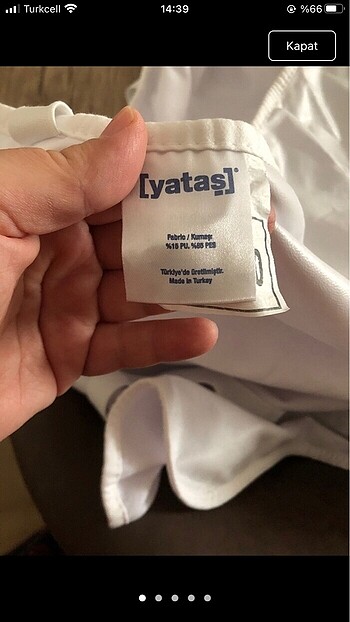 Turkcell
14:39
%66
Kapat
[yataş]®
Fabric / Kumaş:
%15 PU, %85 PES
Türkiye'de üretilmiştir.
Made in Turkey